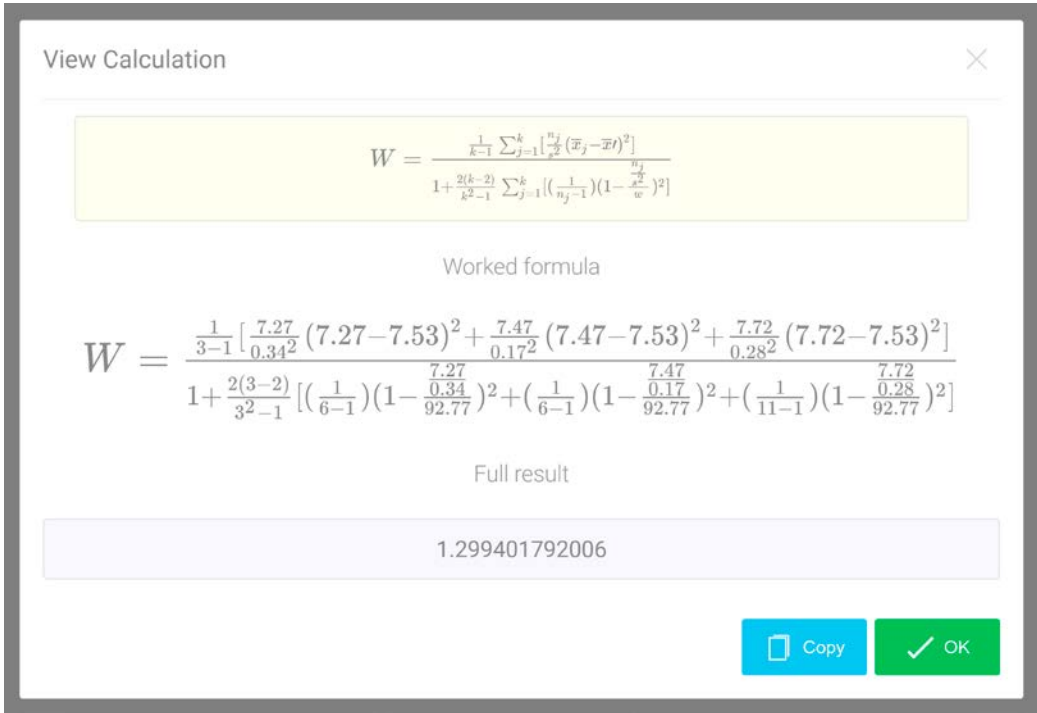 View Calculation
W = \frac{\frac{1}{k-1} \sum_{j=1}^{k} [\frac{n_j}{s^2} (\overline{x}_j - \overline{x}\prime)^2]}{1 + \frac{2(k-2)}{k^2-1} \sum_{j=1}^{k} [(\frac{1}{n_j-1})(1 - \frac{\frac{n_j}{s^2}}{w})^2]}
Worked formula
W = \frac{\frac{1}{3-1} [\frac{7.27}{0.34^2} (7.27-7.53)^2 + \frac{7.47}{0.17^2} (7.47-7.53)^2 + \frac{7.72}{0.28^2} (7.72-7.53)^2]}{1 + \frac{2(3-2)}{3^2-1} [(\frac{1}{6-1})(1 - \frac{\frac{7.27}{0.34}}{92.77})^2 + (\frac{1}{6-1})(1 - \frac{\frac{7.47}{0.17}}{92.77})^2 + (\frac{1}{11-1})(1 - \frac{\frac{7.72}{0.28}}{92.77})^2]}
Full result
1.299401792006
Copy OK